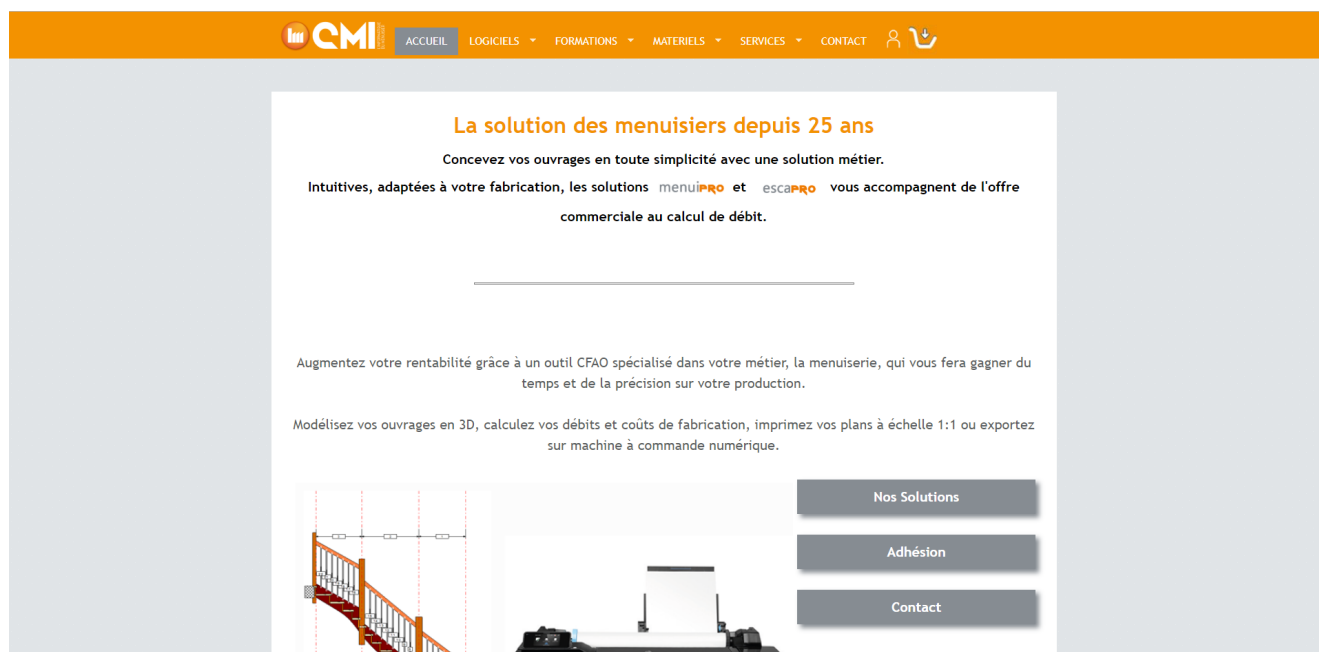 CMI
ACCUEIL LOGICIELS FORMATIONS MATERIELS SERVICES CONTACT
La solution des menuisiers depuis 25 ans
Concevez vos ouvrages en toute simplicité avec une solution métier.
Intuitives, adaptées à votre fabrication, les solutions menuiPRO et escaPRO vous accompagnent de l'offre
commerciale au calcul de débit.
Augmentez votre rentabilité grâce à un outil CFAO spécialisé dans votre métier, la menuiserie, qui vous fera gagner du
temps et de la précision sur votre production.
Modélisez vos ouvrages en 3D, calculez vos débits et coûts de fabrication, imprimez vos plans à échelle 1:1 ou exportez
sur machine à commande numérique.
Nos Solutions
Adhésion
Contact